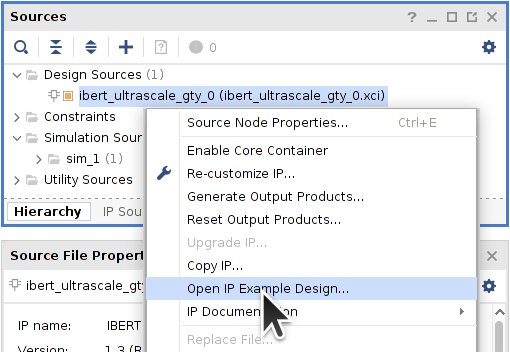 Sources
0
Design Sources (1)
ibert_ultrascale_gty_0 (ibert_ultrascale_gty_0.xci)
Constraints
Simulation Sour
sim_1 (1)
Utility Sources
Hierarchy IP Sou
Source Node Properties... Ctrl+E
Enable Core Container
Re-customize IP...
Generate Output Products...
Reset Output Products...
Upgrade IP...
Copy IP...
Open IP Example Design...
IP Documen
Replace File...
Source File Propert
ibert_ultrascale_gty
IP name: IBERT
Version: 1.3 (R